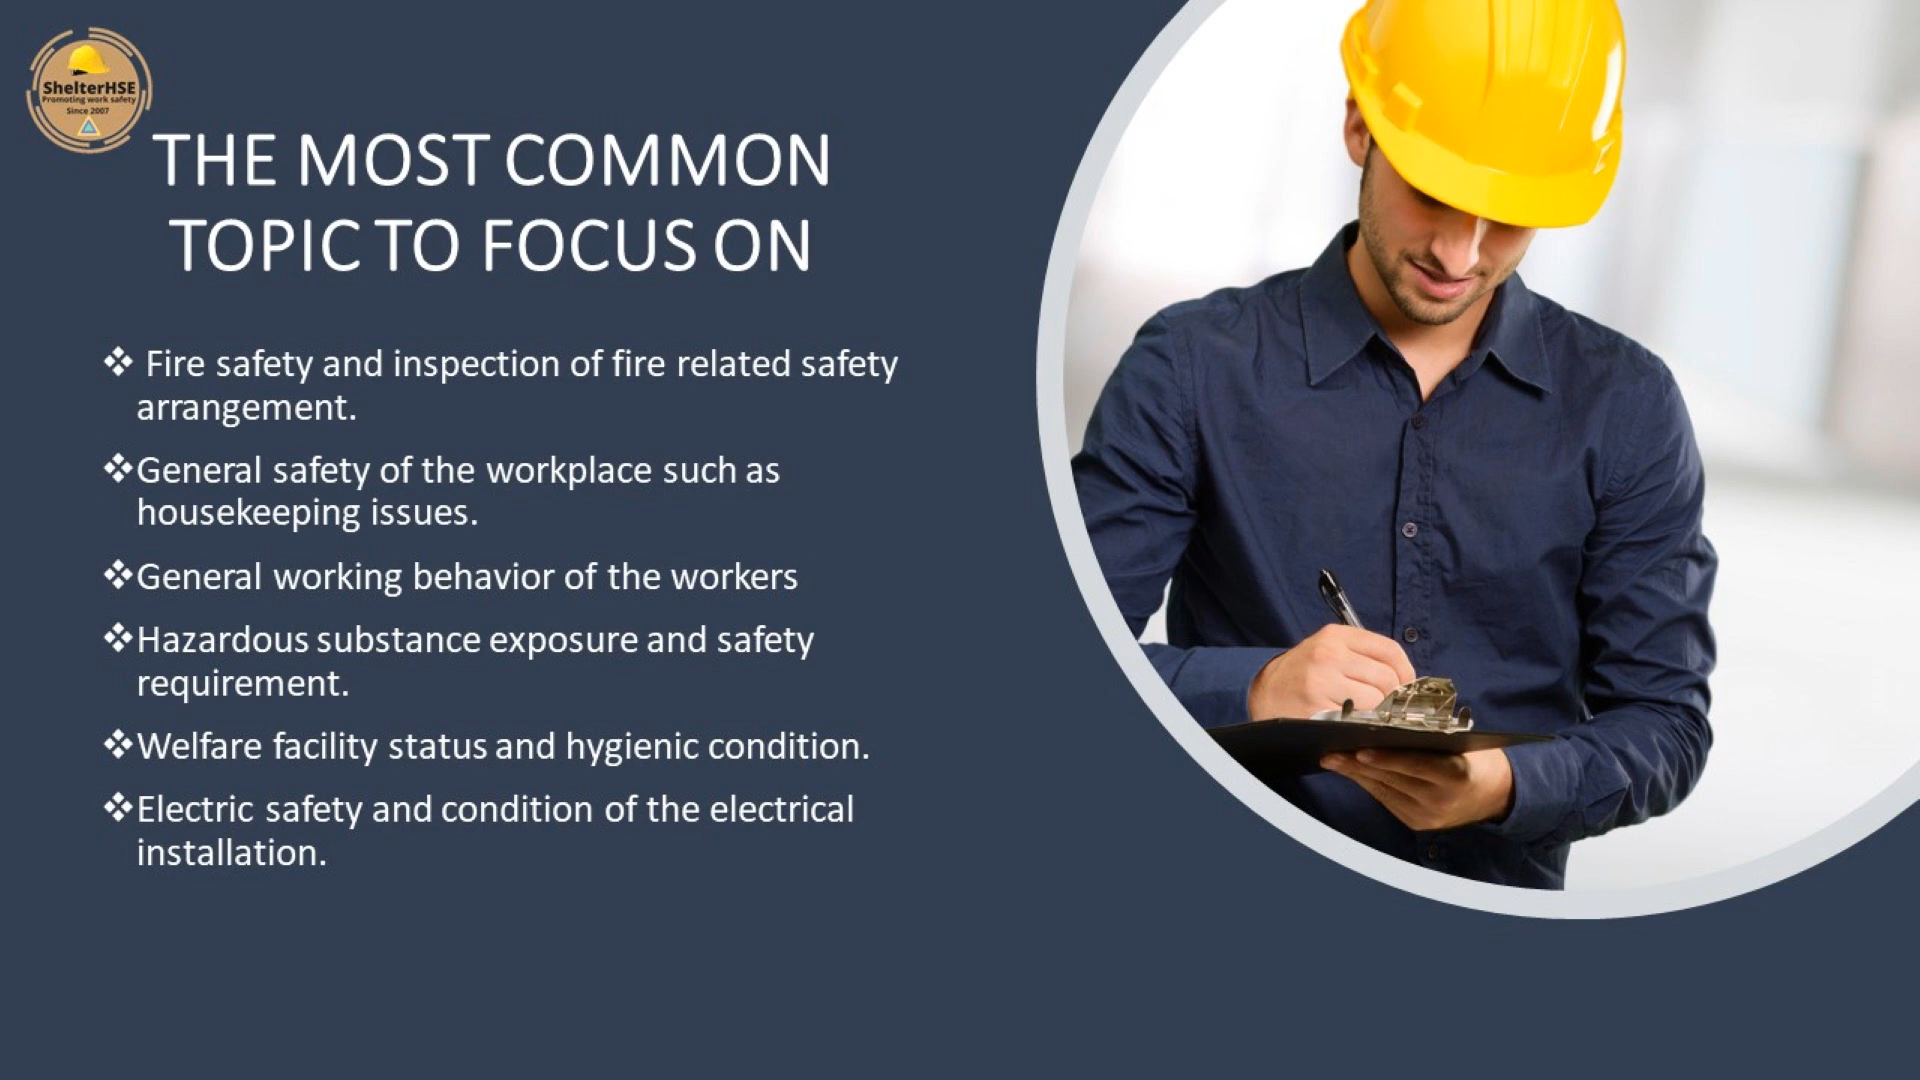 ShelterHSE
Promoting work safety
Since 2007
THE MOST COMMON
TOPIC TO FOCUS ON
❖ Fire safety and inspection of fire related safety
arrangement.
❖General safety of the workplace such as
housekeeping issues.
❖General working behavior of the workers
❖Hazardous substance exposure and safety
requirement.
❖Welfare facility status and hygienic condition.
❖Electric safety and condition of the electrical
installation.